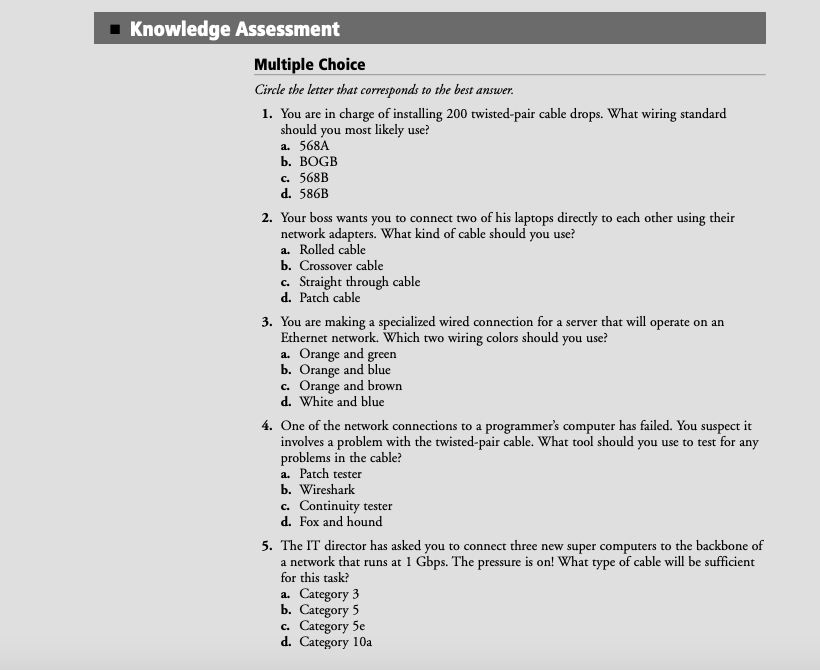 ■ Knowledge Assessment
Multiple Choice
Circle the letter that corresponds to the best answer.
1. You are in charge of installing 200 twisted-pair cable drops. What wiring standard
should you most likely use?
a. 568A
b. BOGB
c. 568B
d. 586B
2. Your boss wants you to connect two of his laptops directly to each other using their
network adapters. What kind of cable should you use?
a. Rolled cable
b. Crossover cable
c. Straight through cable
d. Patch cable
3. You are making a specialized wired connection for a server that will operate on an
Ethernet network. Which two wiring colors should you use?
a. Orange and green
b. Orange and blue
c. Orange and brown
d. White and blue
4. One of the network connections to a programmer's computer has failed. You suspect it
involves a problem with the twisted-pair cable. What tool should you use to test for any
problems in the cable?
a. Patch tester
b. Wireshark
c. Continuity tester
d. Fox and hound
5. The IT director has asked you to connect three new super computers to the backbone of
a network that runs at 1 Gbps. The pressure is on! What type of cable will be sufficient
for this task?
a. Category 3
b. Category 5
c. Category 5e
d. Category 10a